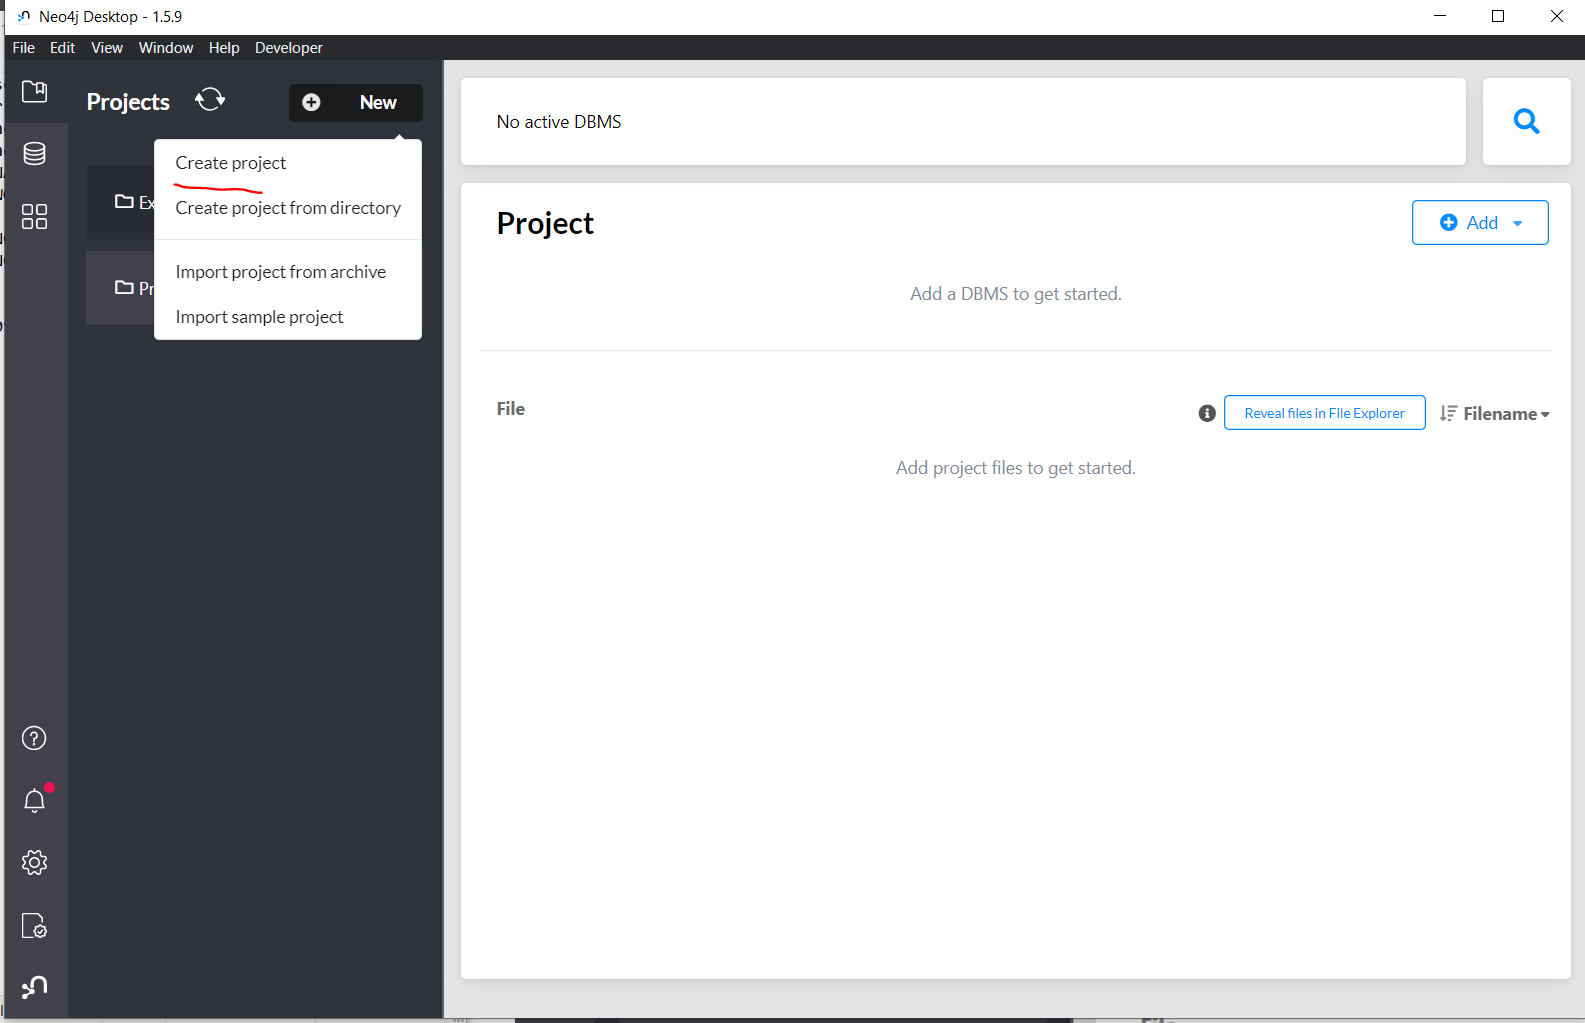 Neo4j Desktop - 1.5.9
File Edit View Window Help Developer
Projects
New
Create project
Create project from directory
Import project from archive
Import sample project
Ex
Pr
No active DBMS
Project
Add
Add a DBMS to get started.
File
Reveal files in File Explorer
Filename
Add project files to get started.